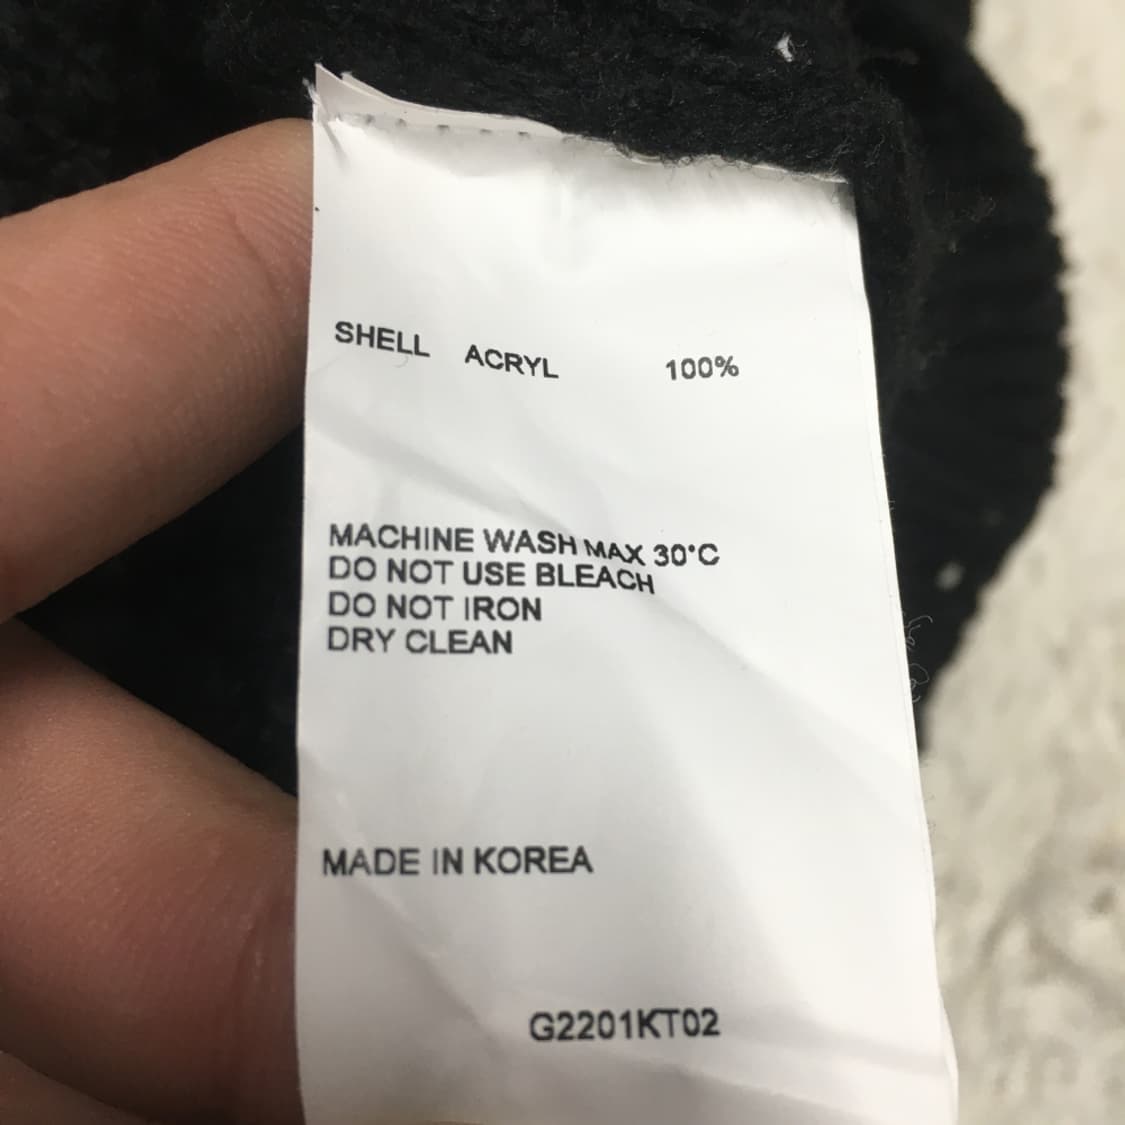 SHELL ACRYL 100%
MACHINE WASH MAX 30°C
DO NOT USE BLEACH
DO NOT IRON
DRY CLEAN
MADE IN KOREA
G2201KT02